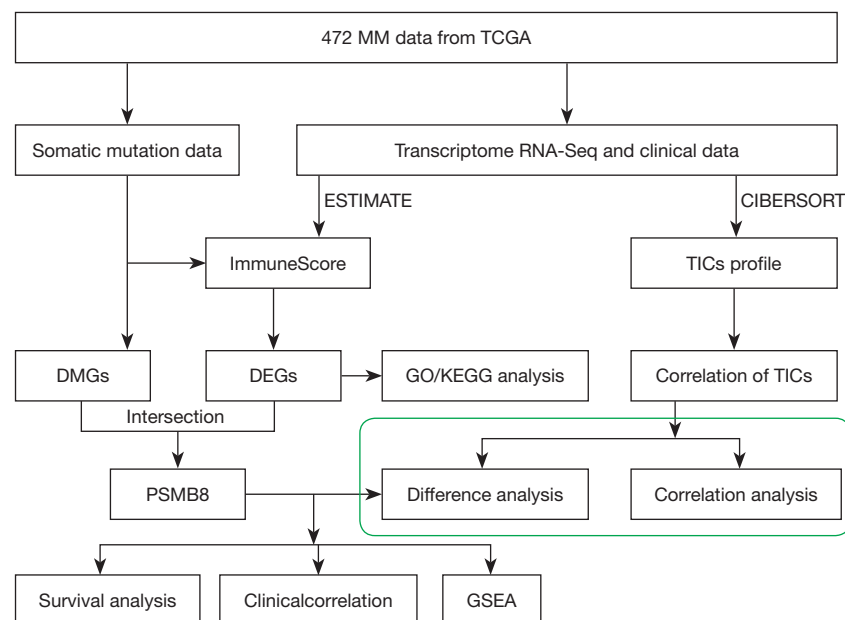 472 MM data from TCGA
Somatic mutation data
Transcriptome RNA-Seq and clinical data
ESTIMATE
CIBERSORT
ImmuneScore
TICs profile
DMGs
DEGs
GO/KEGG analysis
Correlation of TICs
Intersection
PSMB8
Difference analysis
Correlation analysis
Survival analysis
Clinicalcorrelation
GSEA